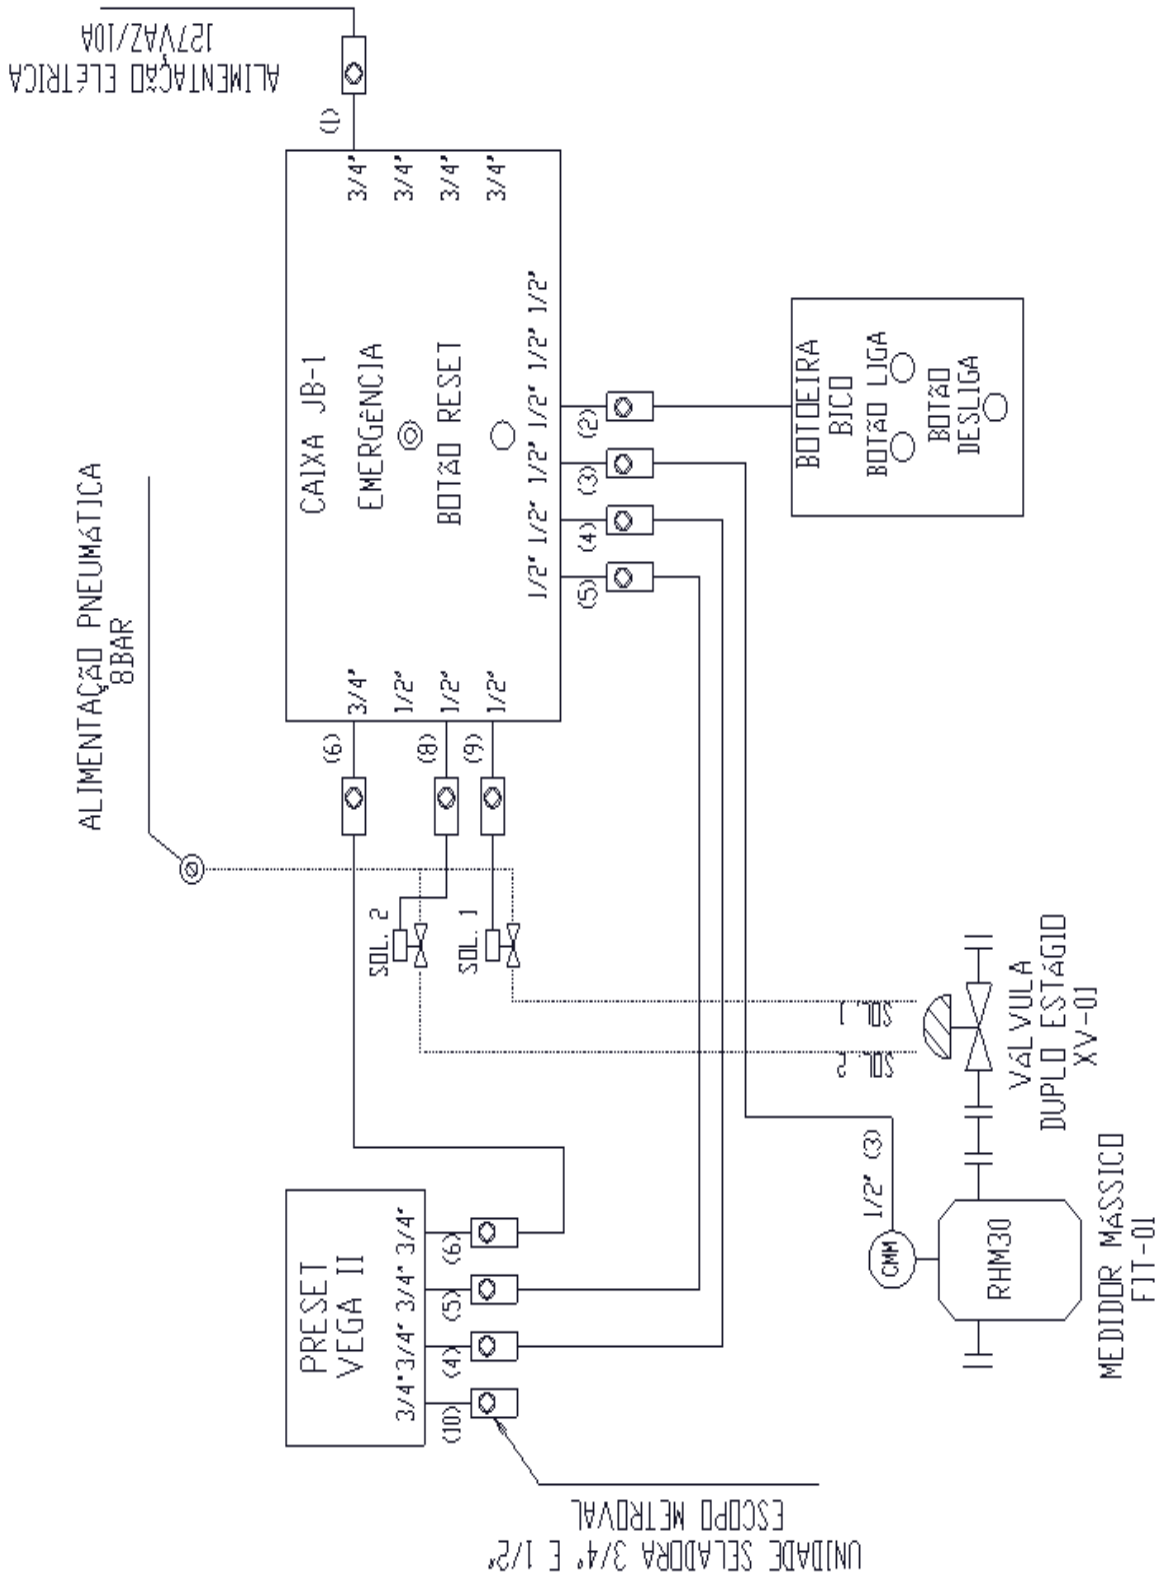 ALIMENTAÇÃO ELÉTRICA
127VAZ/10A
(1)
ALIMENTAÇÃO PNEUMÁTICA
8BAR
CAIXA JB-1
EMERGÊNCIA
BOTÃO RESET
3/4"
3/4"
3/4"
3/4"
1/2" 1/2" 1/2" 1/2" 1/2" 1/2"
3/4"
1/2"
1/2"
1/2"
(6)
(8)
(9)
(5)
(4)
(3)
(2)
BOTOEIRA
BICO
BOTÃO LIGA
BOTÃO
DESLIGA
SOL. 2
SOL. 1
SOL. 2
SOL. 1
PRESET
VEGA II
3/4" 3/4" 3/4" 3/4"
(10)
(4)
(5)
(6)
UNIDADE SELADORA 3/4" E 1/2"
ESCOPO METROVAL
1/2" (3)
CMM
RHM30
MEDIDOR MÁSSICO
FIT-01
VÁLVULA
DUPLO ESTÁGIO
XV-01